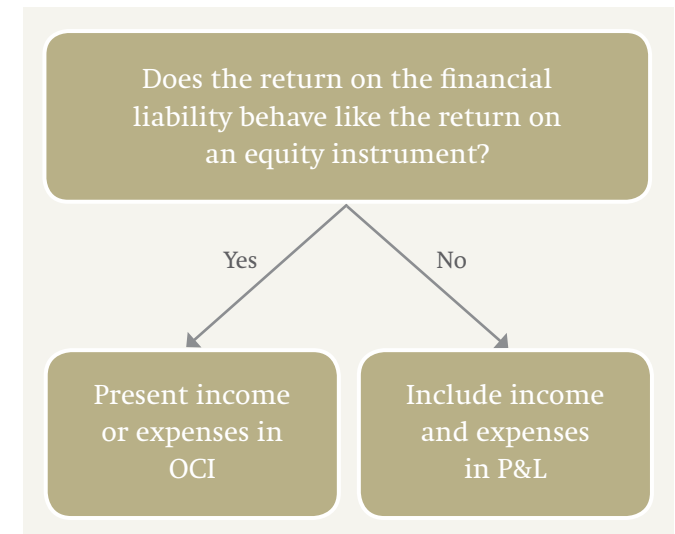 Does the return on the financial
liability behave like the return on
an equity instrument?
Yes
No
Present income
or expenses in
OCI
Include income
and expenses
in P&L